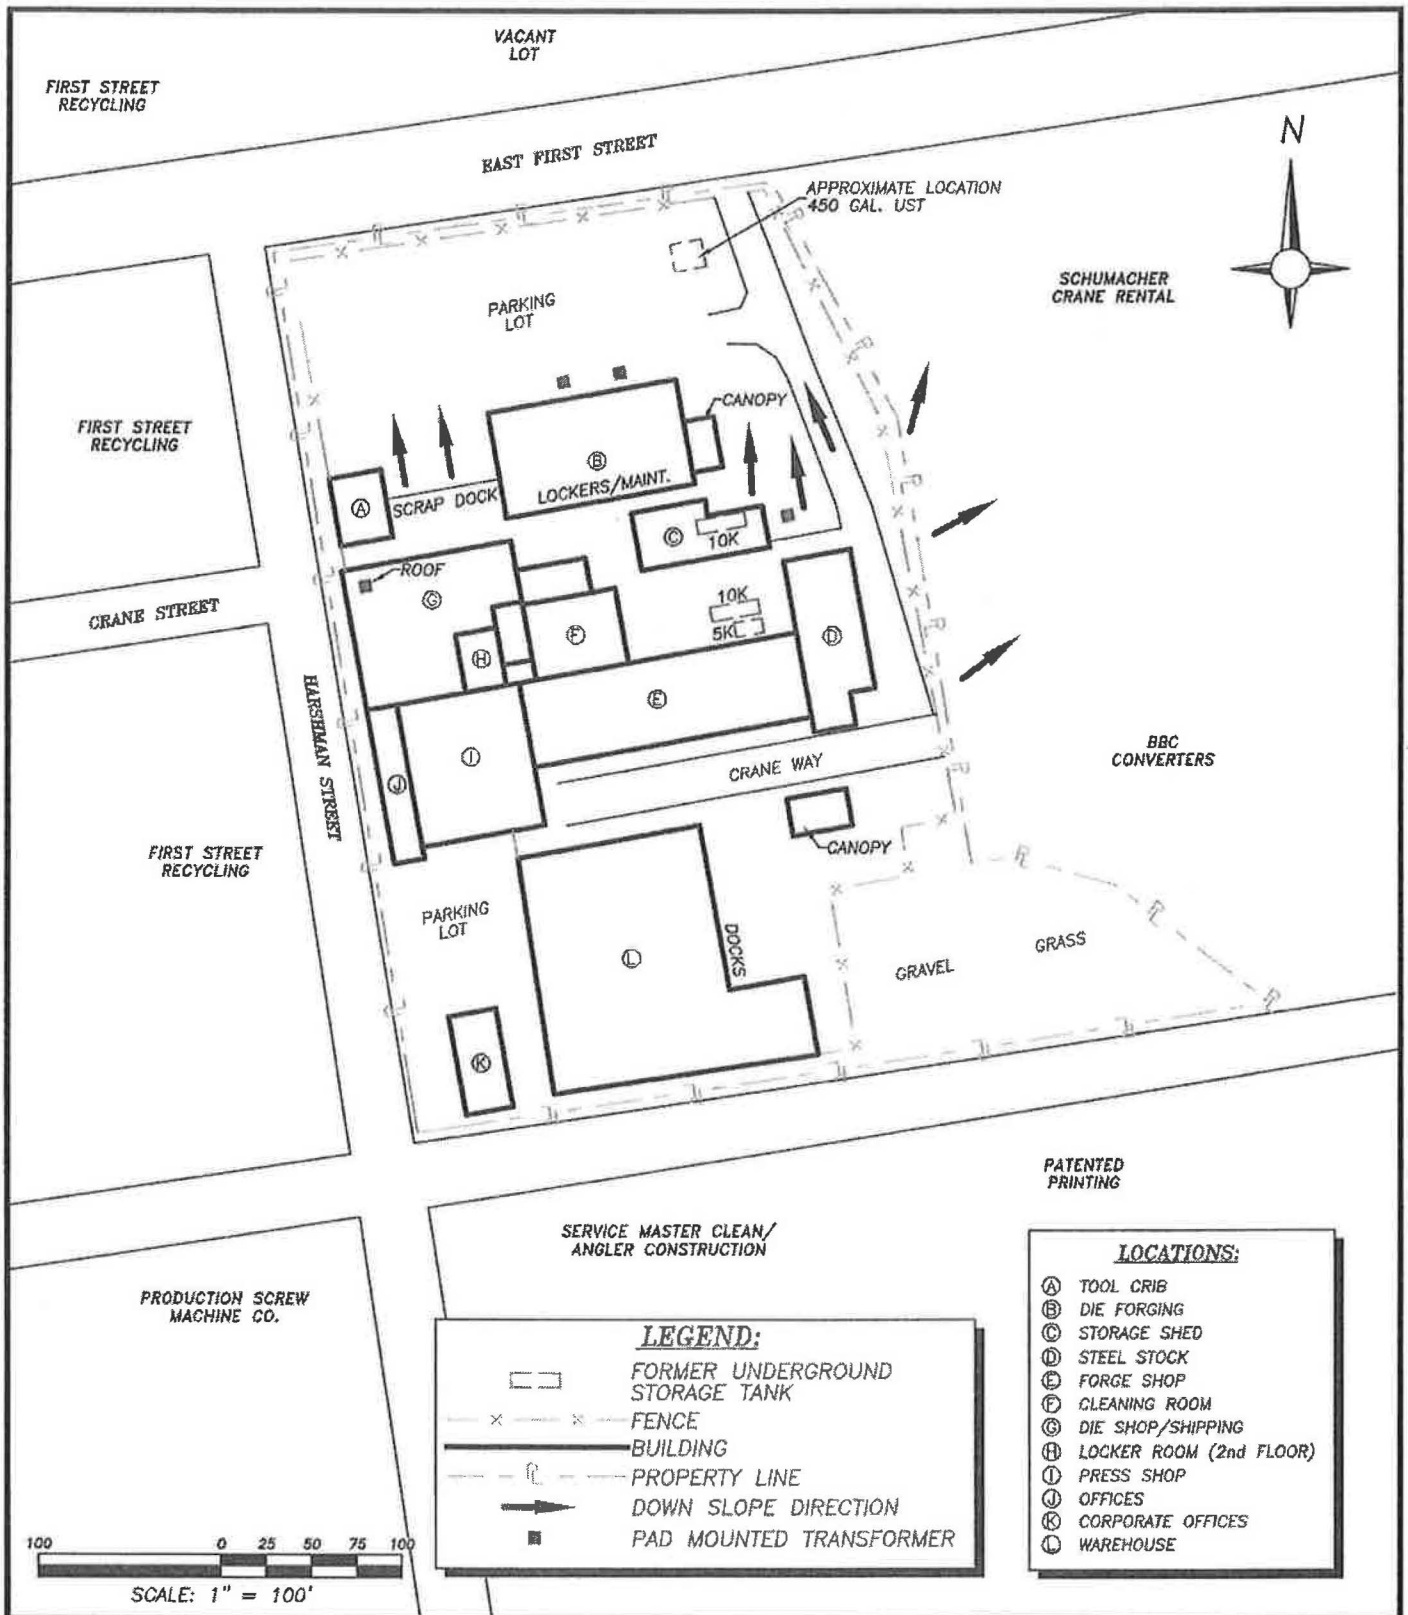 VACANT
LOT
FIRST STREET
RECYCLING
EAST FIRST STREET
N
APPROXIMATE LOCATION
450 GAL. UST
SCHUMACHER
CRANE RENTAL
PARKING
LOT
CANOPY
FIRST STREET
RECYCLING
B
LOCKERS/MAINT.
A
SCRAP DOCK
C
10K
ROOF
G
10K
5K
CRANE STREET
F
D
H
E
HARSHMAN STREET
I
J
CRANE WAY
BBC
CONVERTERS
CANOPY
FIRST STREET
RECYCLING
PARKING
LOT
DOCKS
L
GRAVEL
GRASS
K
PATENTED
PRINTING
SERVICE MASTER CLEAN/
ANGLER CONSTRUCTION
PRODUCTION SCREW
MACHINE CO.
LEGEND:
FORMER UNDERGROUND
STORAGE TANK
FENCE
BUILDING
PROPERTY LINE
DOWN SLOPE DIRECTION
PAD MOUNTED TRANSFORMER
LOCATIONS:
A TOOL CRIB
B DIE FORGING
C STORAGE SHED
D STEEL STOCK
E FORGE SHOP
F CLEANING ROOM
G DIE SHOP/SHIPPING
H LOCKER ROOM (2nd FLOOR)
I PRESS SHOP
J OFFICES
K CORPORATE OFFICES
L WAREHOUSE
100 0 25 50 75 100
SCALE: 1" = 100'